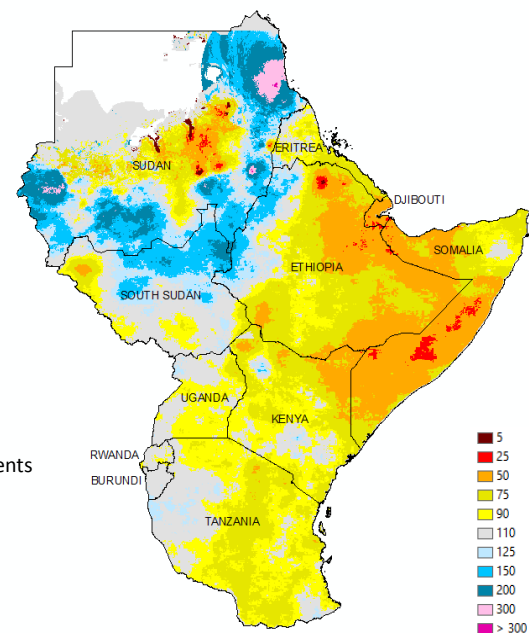 SUDAN
ERITREA
DJIBOUTI
SOMALIA
ETHIOPIA
SOUTH SUDAN
UGANDA
KENYA
RWANDA
BURUNDI
TANZANIA
ents
5
25
50
75
90
110
125
150
200
300
> 300